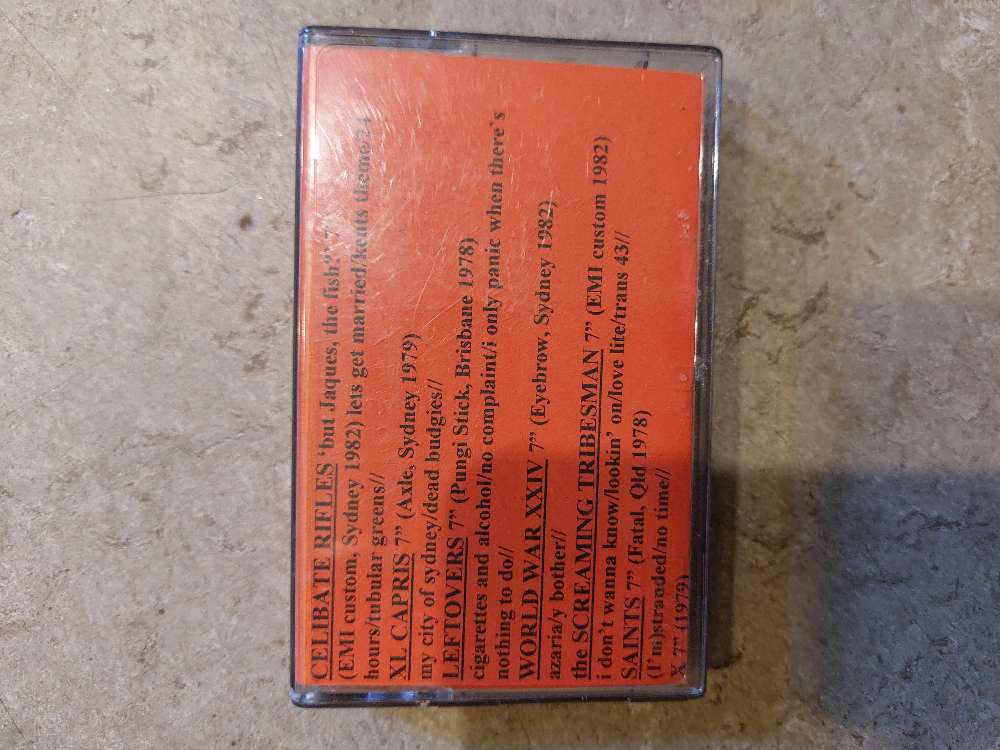 CELIBATE RIFLES 'but Jaques, the fish?' 7"
(EMI custom, Sydney 1982) lets get married/kents theme/24
hours/tubular greens//
XL CAPRIS 7" (Axle, Sydney 1979)
my city of sydney/dead budgies//
LEFTOVERS 7" (Pungi Stick, Brisbane 1978)
cigarettes and alcohol/no complaint/i only panic when there's
nothing to do//
WORLD WAR XXIV 7" (Eyebrow, Sydney 1982)
azaria/y bother//
the SCREAMING TRIBESMAN 7" (EMI custom 1982)
i don't wanna know/lookin' on/love lite/trans 43//
SAINTS 7" (Fatal, Qld 1978)
(I'm)stranded/no time//
X 7" (1979)